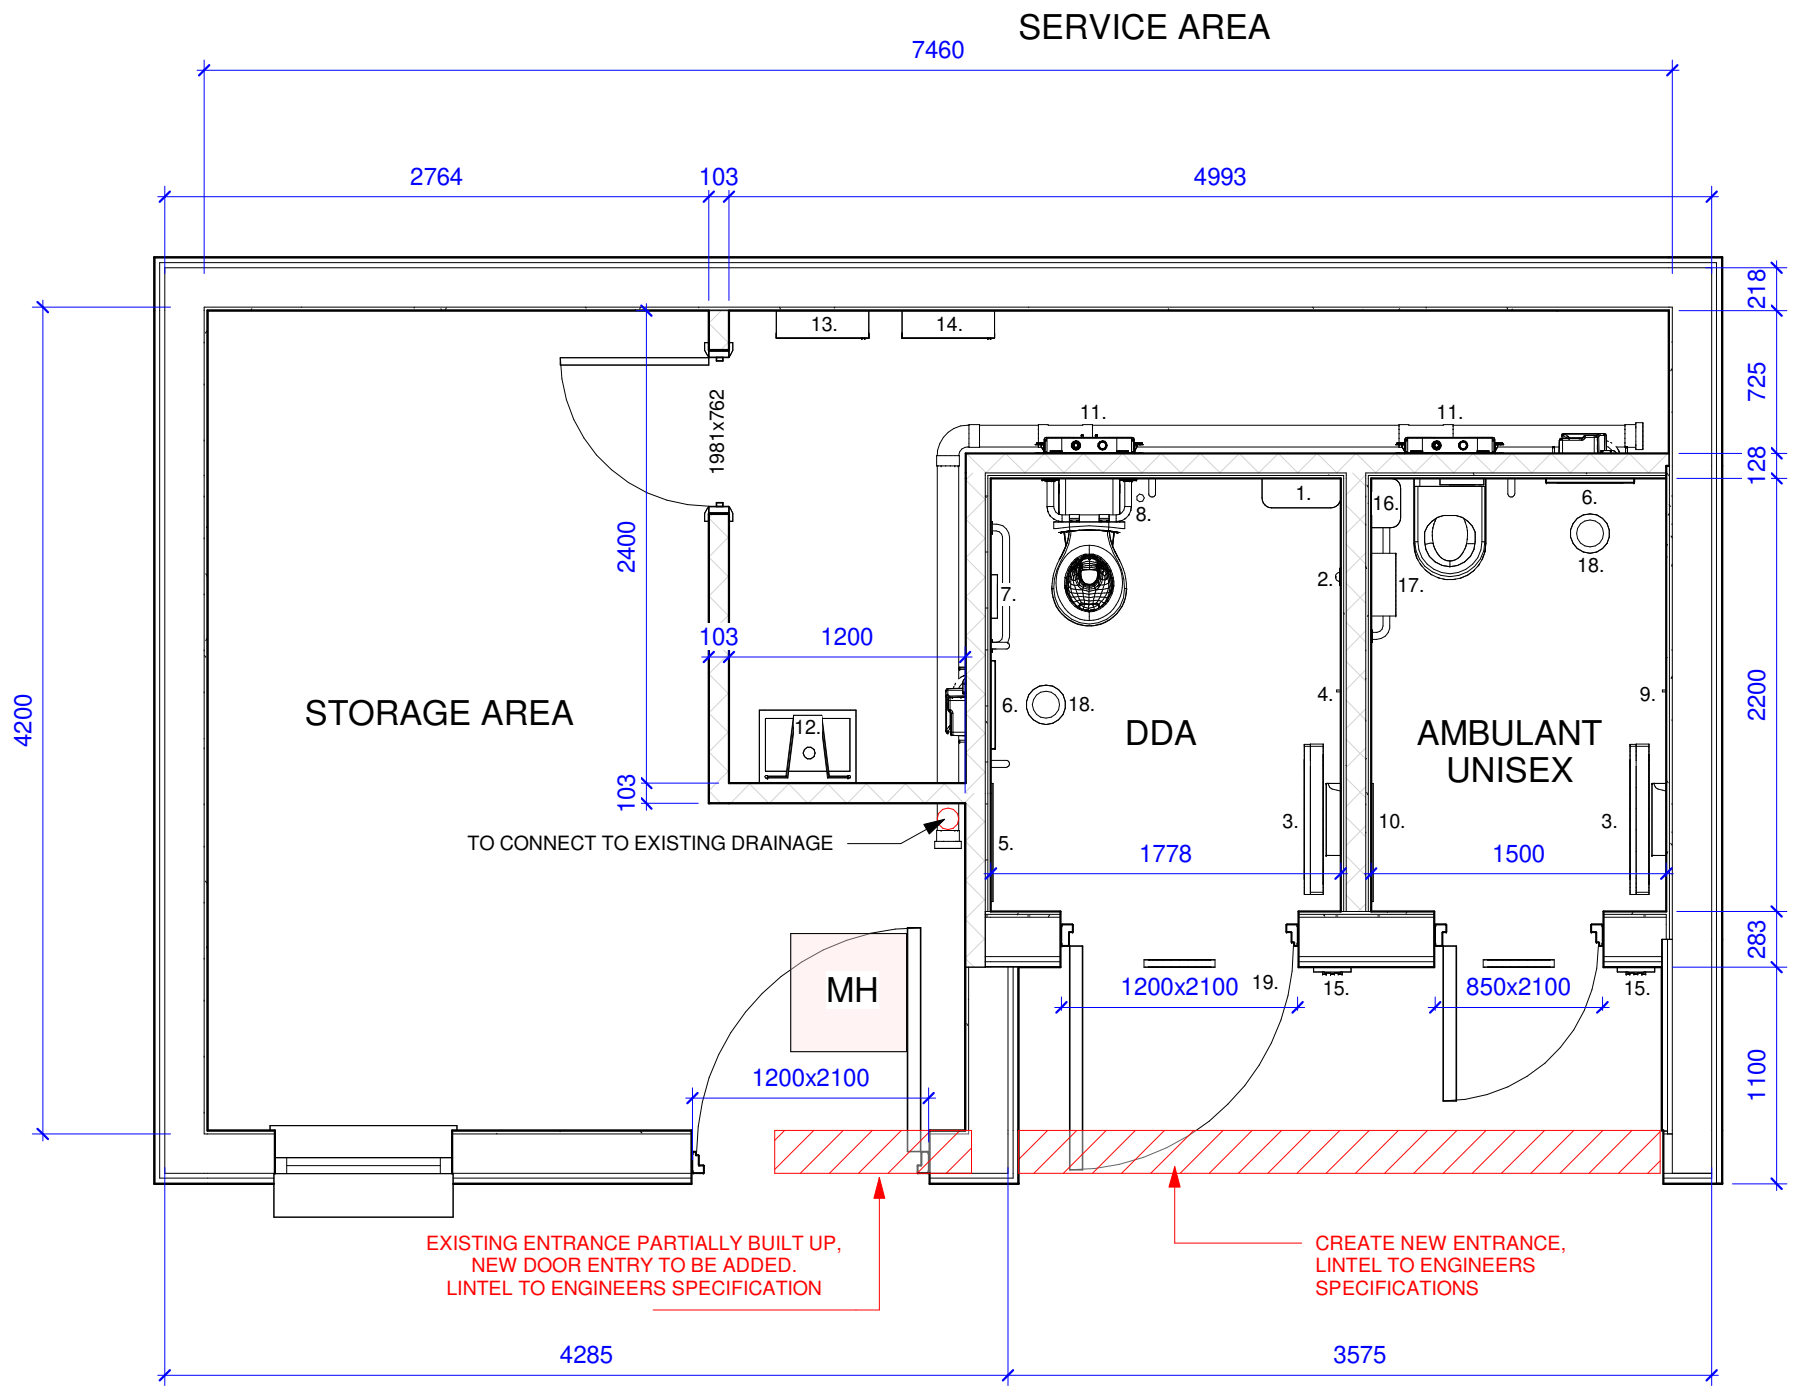 SERVICE AREA
7460
2764
103
4993
218
13.
14.
725
1981x762
11.
11.
128
1.
16.
6.
8.
18.
2400
2.
17.
7.
103
1200
4200
STORAGE AREA
12.
6.
18.
4.
9.
2200
DDA
AMBULANT
UNISEX
103
TO CONNECT TO EXISTING DRAINAGE
5.
3.
10.
3.
1778
1500
283
MH
1200x2100
19.
15.
850x2100
15.
1200x2100
1100
EXISTING ENTRANCE PARTIALLY BUILT UP,
NEW DOOR ENTRY TO BE ADDED.
LINTEL TO ENGINEERS SPECIFICATION
CREATE NEW ENTRANCE,
LINTEL TO ENGINEERS
SPECIFICATIONS
4285
3575